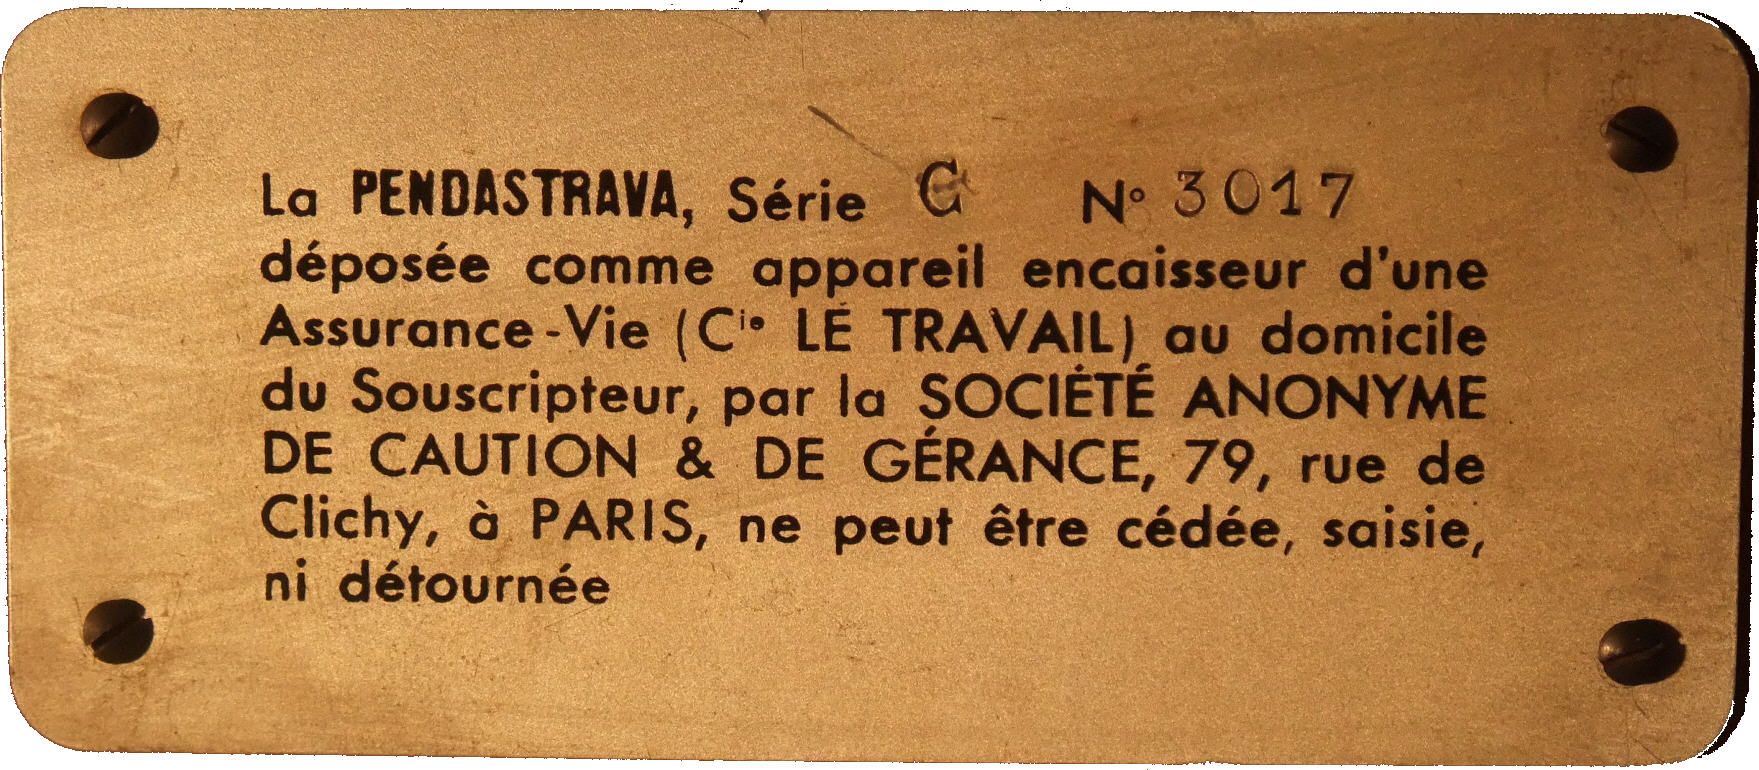 La PENDASTRAVA, Série C N° 3017
déposée comme appareil encaisseur d'une
Assurance-Vie (Cie LE TRAVAIL) au domicile
du Souscripteur, par la SOCIÉTÉ ANONYME
DE CAUTION & DE GÉRANCE, 79, rue de
Clichy, à PARIS, ne peut être cédée, saisie,
ni détournée